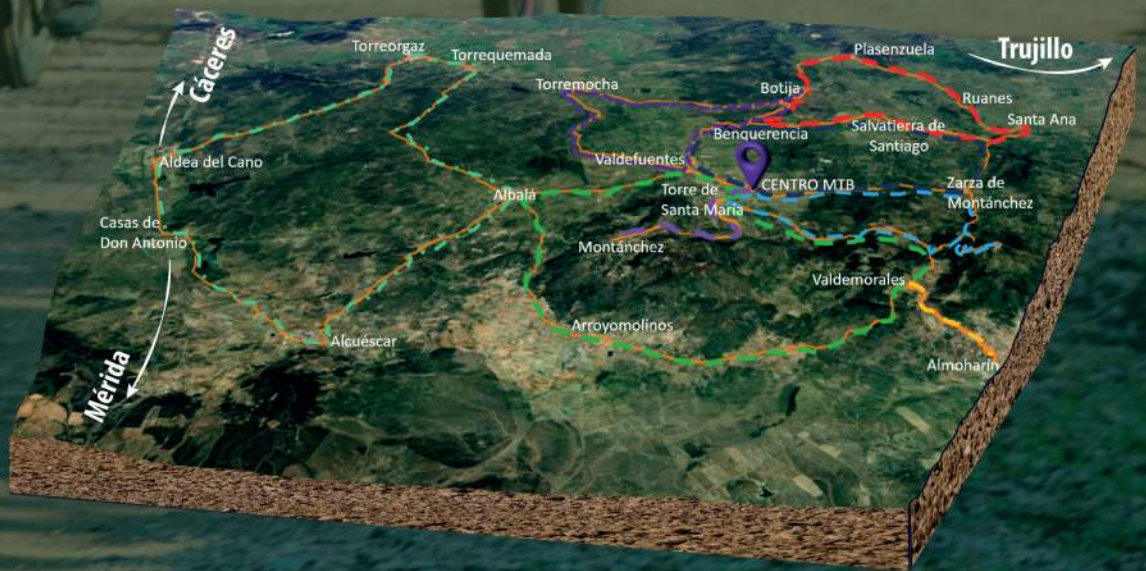 Cáceres
Torreorgaz
Torrequemada
Plasenzuela
Trujillo
Torremocha
Botija
Ruanes
Santa Ana
Benquerencia
Salvatierra de
Santiago
Aldea del Cano
Valdefuentes
CENTRO MTB
Albalá
Torre de
Santa María
Zarza de
Montánchez
Casas de
Don Antonio
Montánchez
Valdemorales
Arroyomolinos
Alcuéscar
Almoharín
Mérida